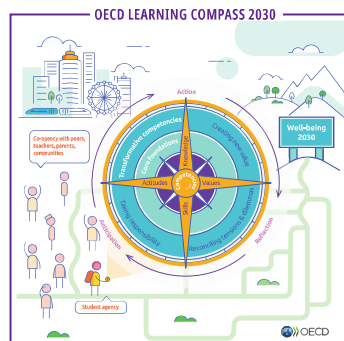 OECD LEARNING COMPASS 2030
Action
Co-agency with peers,
teachers, parents,
communities
Transformative competencies
Core foundations
Creating new value
Knowledge
Well-being
2030
Attitudes
Competencies
Values
Skills
Taking responsibility
Reconciling tensions & dilemmas
Anticipation
Reflection
Student agency
OECD